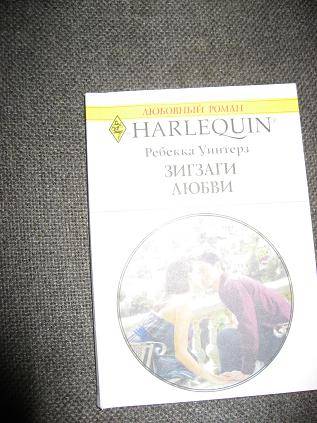 ЛЮБОВНЫЙ РОМАН
HARLEQUIN®
Ребекка Уинтерз
ЗИГЗАГИ
ЛЮБВИ